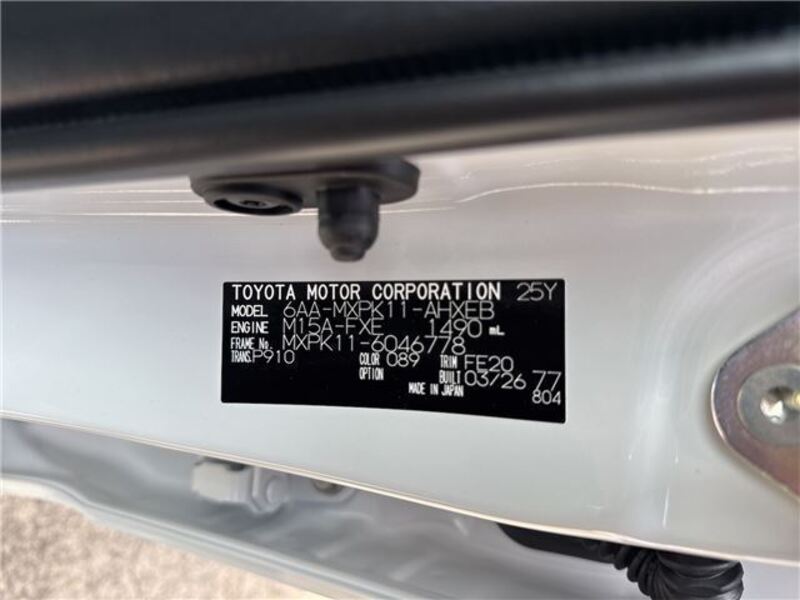 TOYOTA MOTOR CORPORATION 25Y
MODEL 6AA-MXPK11-AHXEB
ENGINE M15A-FXE 1490 mL
FRAME No. MXPK11-6046778
TRANS. P910 COLOR 089 TRIM FE20
OPTION BUILT 03/26 77
MADE IN JAPAN 804